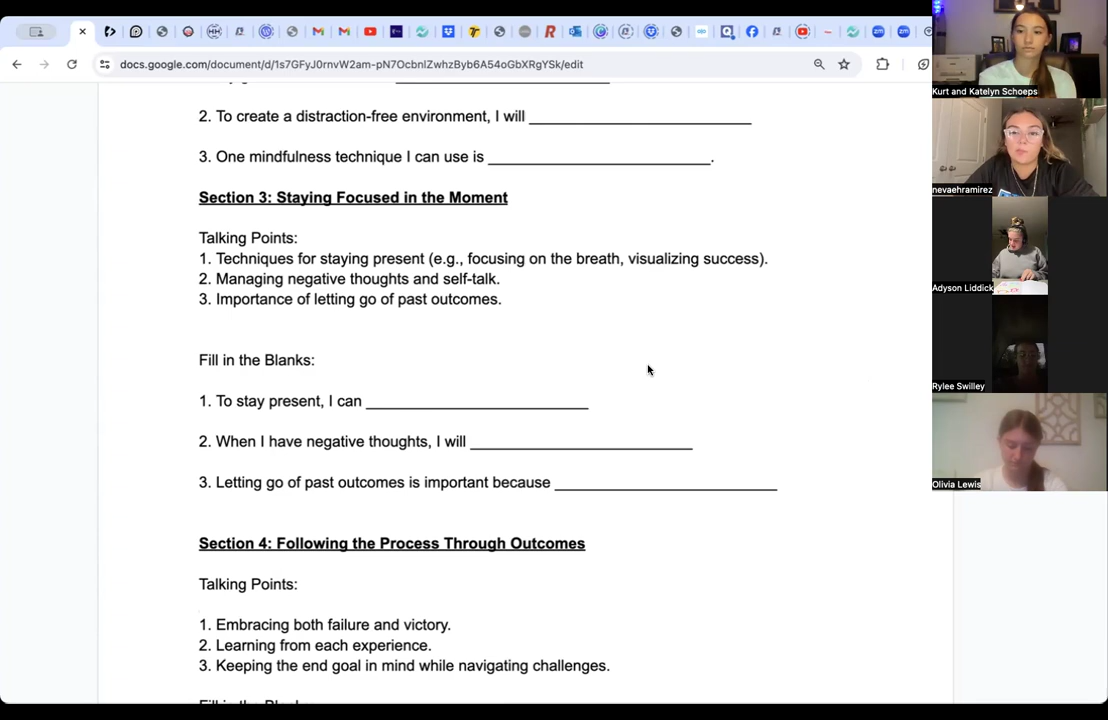 docs.google.com/document/d/1s7GFyJ0rnvW2am-pN7OcbnlZwhzByb6A54oGbXRgYSk/edit
2. To create a distraction-free environment, I will ____________________________
3. One mindfulness technique I can use is ____________________________.
Section 3: Staying Focused in the Moment
Talking Points:
1. Techniques for staying present (e.g., focusing on the breath, visualizing success).
2. Managing negative thoughts and self-talk.
3. Importance of letting go of past outcomes.
Fill in the Blanks:
1. To stay present, I can ____________________________
2. When I have negative thoughts, I will ____________________________
3. Letting go of past outcomes is important because ____________________________
Section 4: Following the Process Through Outcomes
Talking Points:
1. Embracing both failure and victory.
2. Learning from each experience.
3. Keeping the end goal in mind while navigating challenges.
Kurt and Katelyn Schoeps
nevaehramirez
Adyson Liddick
Rylee Swilley
Olivia Lewis